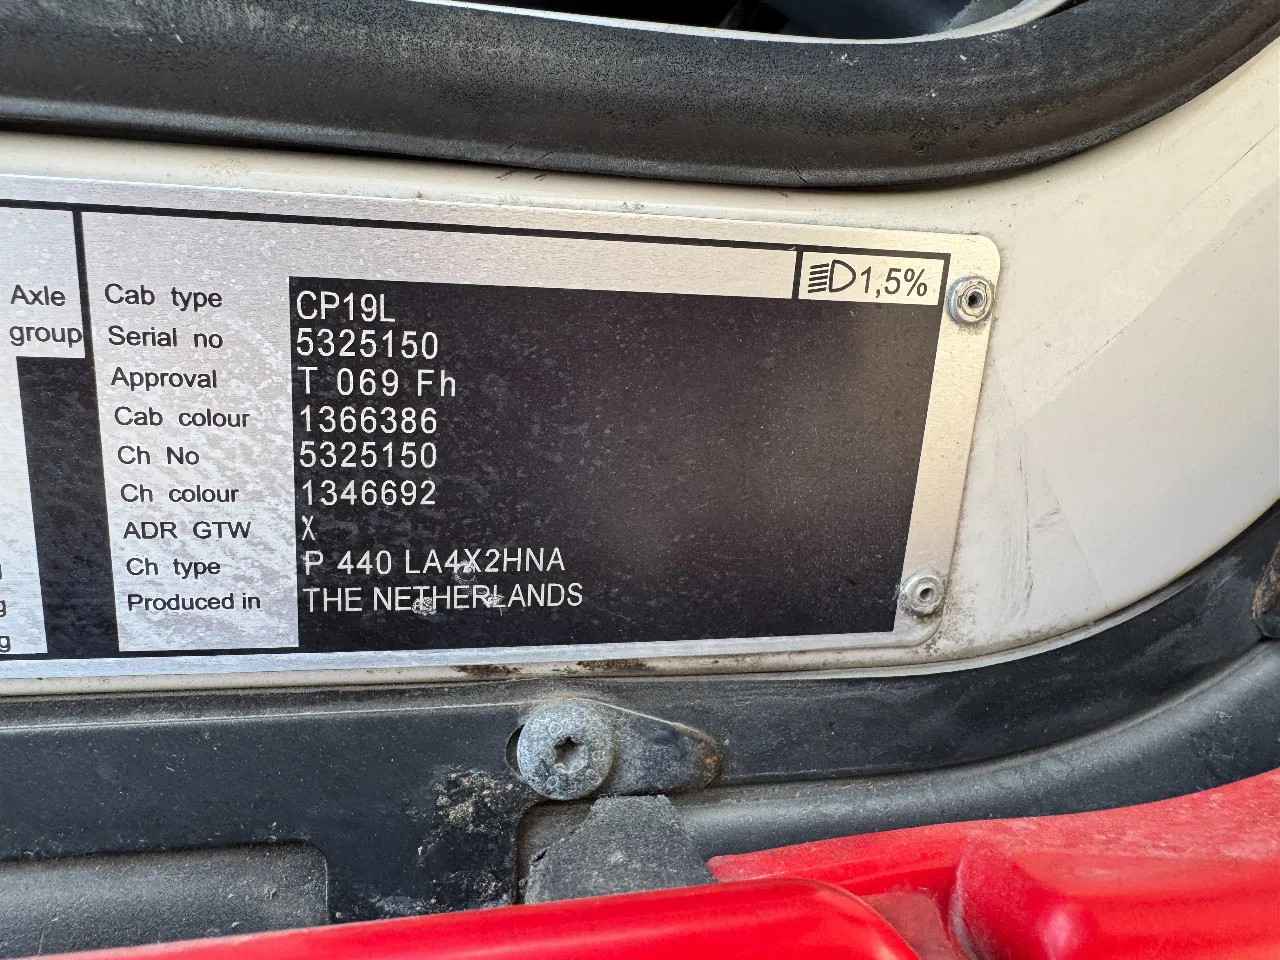 1,5%
Axle
group
Cab type CP19L
Serial no 5325150
Approval T 069 Fh
Cab colour 1366386
Ch No 5325150
Ch colour 1346692
ADR GTW X
Ch type P 440 LA4X2HNA
Produced in THE NETHERLANDS
g
g